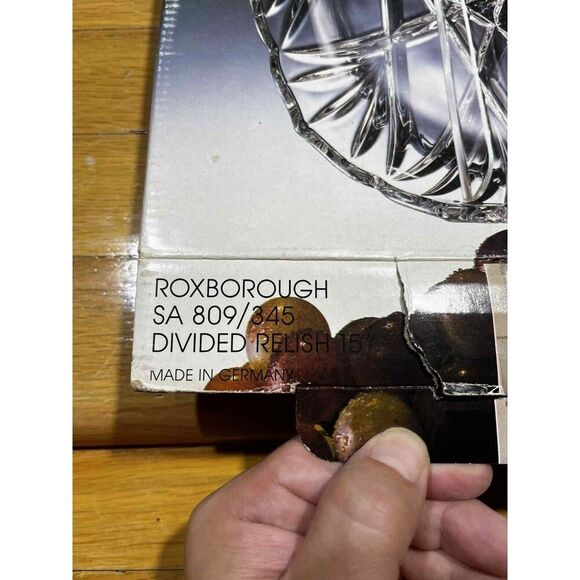 ROXBOROUGH
SA 809/345
DIVIDED RELISH 15"
MADE IN GERMANY